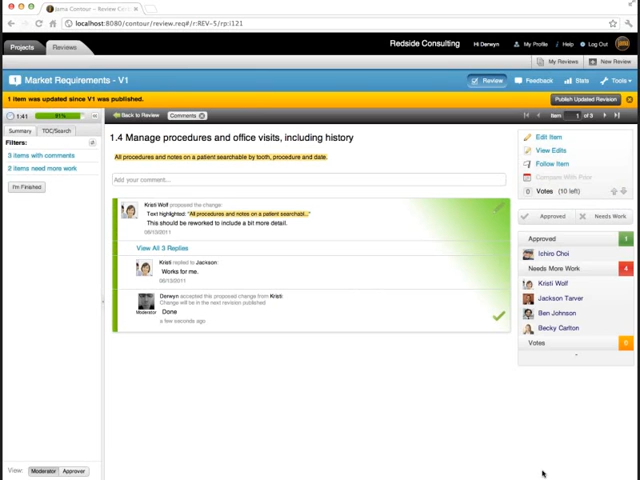 Jama Contour – Review Cent
localhost:8080/contour/review.req#/r:REV-5/rp:i121
Projects
Reviews
Redside Consulting
Hi Derwyn
My Profile
Help
Log Out
My Reviews
New Review
Market Requirements - V1
Review
Feedback
Stats
Tools
1 item was updated since V1 was published.
Publish Updated Revision
1:41
91%
Back to Review
Comments
Item 1 of 3
Summary
TOC/Search
Filters:
3 items with comments
2 items need more work
I'm Finished
1.4 Manage procedures and office visits, including history
All procedures and notes on a patient searchable by tooth, procedure and date.
Add your comment...
Kristi Wolf proposed the change:
Text highlighted: "All procedures and notes on a patient searchabl..."
This should be reworked to include a bit more detail.
06/13/2011
View All 3 Replies
Kristi replied to Jackson
Works for me.
06/13/2011
Derwyn accepted this proposed change from Kristi
Change will be in the next revision published
Moderator
Done
a few seconds ago
Edit Item
View Edits
Follow Item
Compare With Prior
0 Votes (10 left)
Approved
Needs Work
Approved 1
Ichiro Choi
Needs More Work 4
Kristi Wolf
Jackson Tarver
Ben Johnson
Becky Carlton
Votes 0
-
View:
Moderator
Approver